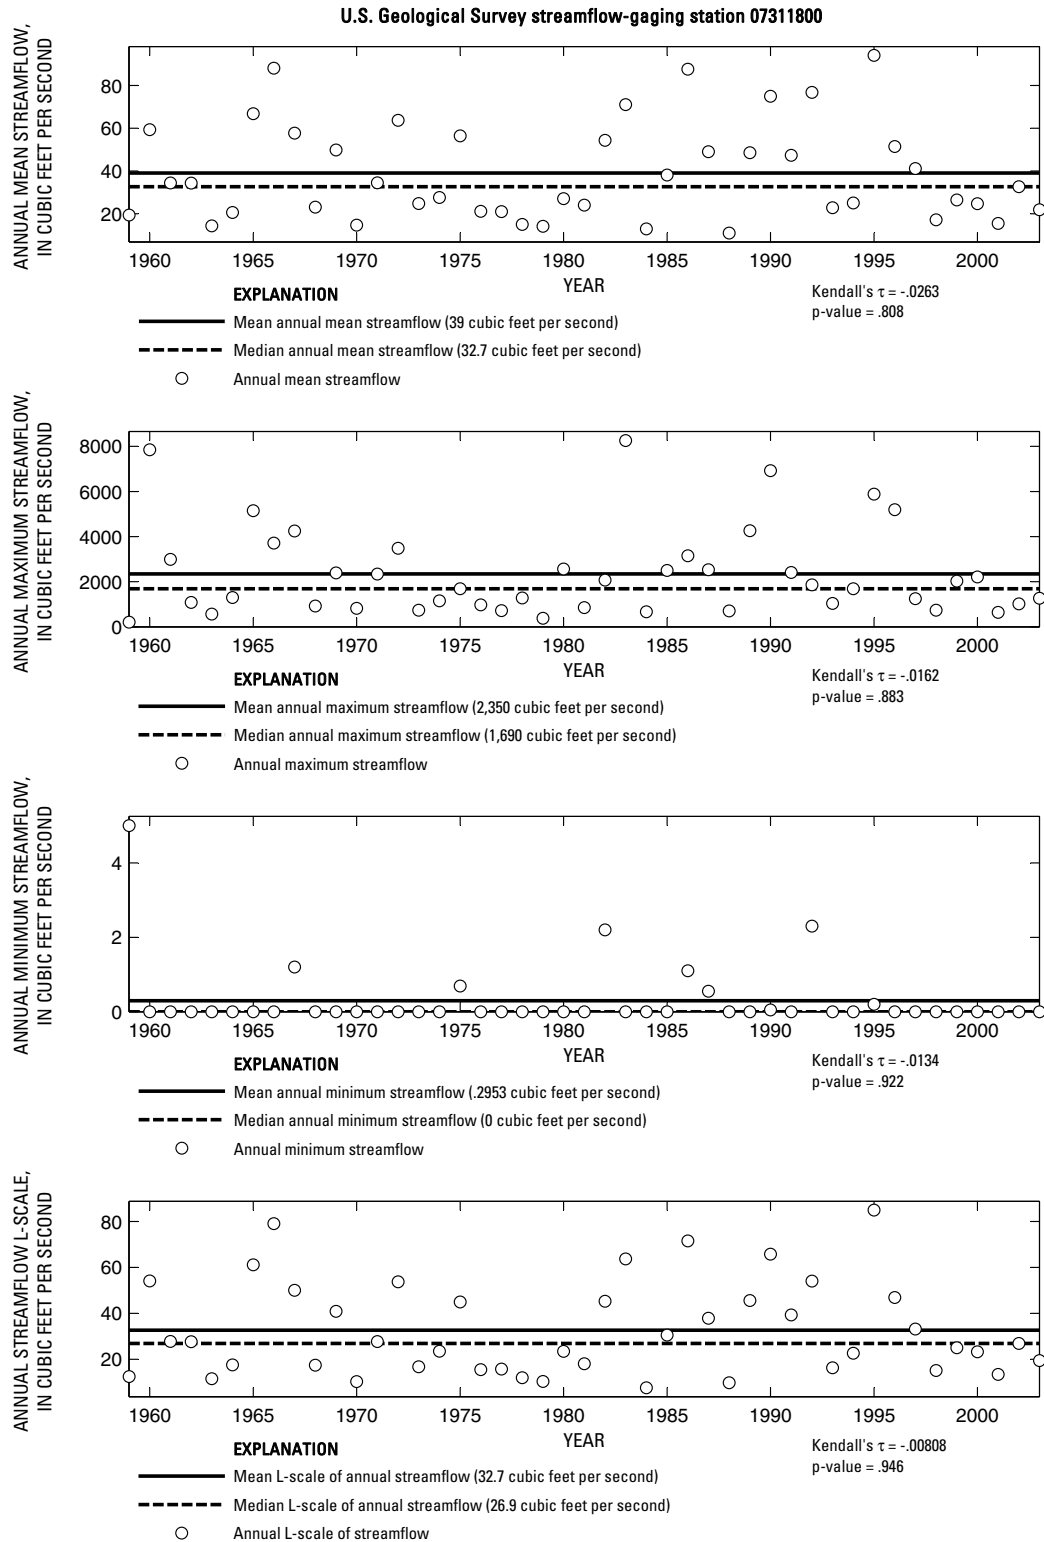 U.S. Geological Survey streamflow-gaging station 07311800
ANNUAL MEAN STREAMFLOW,
IN CUBIC FEET PER SECOND
80
60
40
20
1960 1965 1970 1975 1980 1985 1990 1995 2000
YEAR
Kendall's τ = -.0263
p-value = .808
EXPLANATION
Mean annual mean streamflow (39 cubic feet per second)
Median annual mean streamflow (32.7 cubic feet per second)
Annual mean streamflow
ANNUAL MAXIMUM STREAMFLOW,
IN CUBIC FEET PER SECOND
8000
6000
4000
2000
0
1960 1965 1970 1975 1980 1985 1990 1995 2000
YEAR
Kendall's τ = -.0162
p-value = .883
EXPLANATION
Mean annual maximum streamflow (2,350 cubic feet per second)
Median annual maximum streamflow (1,690 cubic feet per second)
Annual maximum streamflow
ANNUAL MINIMUM STREAMFLOW,
IN CUBIC FEET PER SECOND
4
2
0
1960 1965 1970 1975 1980 1985 1990 1995 2000
YEAR
Kendall's τ = -.0134
p-value = .922
EXPLANATION
Mean annual minimum streamflow (.2953 cubic feet per second)
Median annual minimum streamflow (0 cubic feet per second)
Annual minimum streamflow
ANNUAL STREAMFLOW L-SCALE,
IN CUBIC FEET PER SECOND
80
60
40
20
1960 1965 1970 1975 1980 1985 1990 1995 2000
YEAR
Kendall's τ = -.00808
p-value = .946
EXPLANATION
Mean L-scale of annual streamflow (32.7 cubic feet per second)
Median L-scale of annual streamflow (26.9 cubic feet per second)
Annual L-scale of streamflow